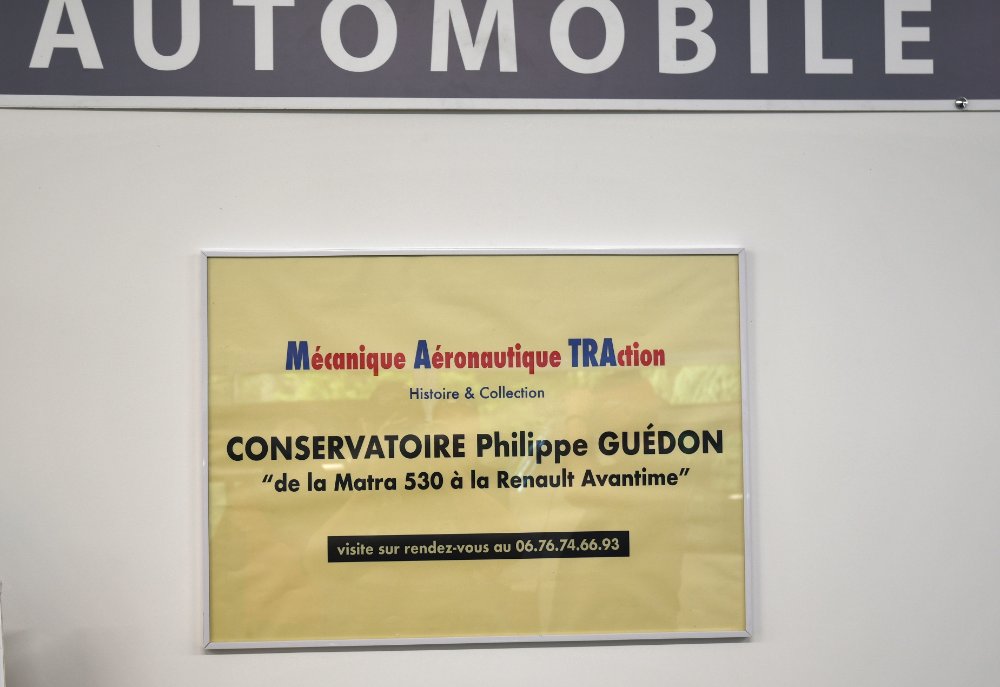 AUTOMOBILE
Mécanique Aéronautique TRAction
Histoire & Collection
CONSERVATOIRE Philippe GUÉDON
“de la Matra 530 à la Renault Avantime”
visite sur rendez-vous au 06.76.74.66.93